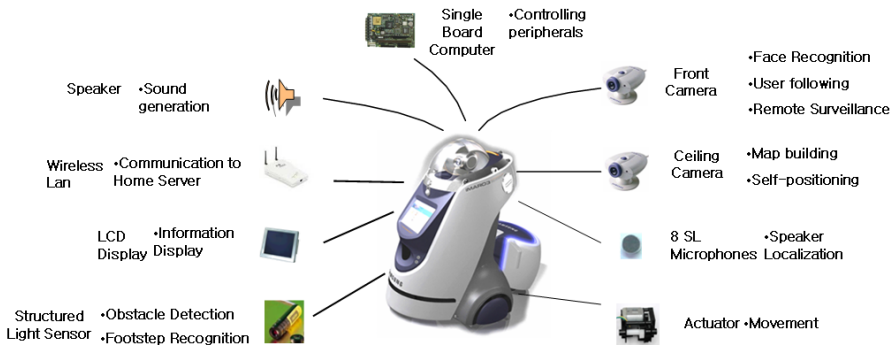 Single
Board
Computer
•Controlling
peripherals
Speaker
•Sound
generation
Front
Camera
•Face Recognition
•User following
•Remote Surveillance
Wireless
Lan
•Communication to
Home Server
Ceiling
Camera
•Map building
•Self-positioning
LCD
Display
•Information
Display
8 SL
Microphones
•Speaker
Localization
Structured
Light Sensor
•Obstacle Detection
•Footstep Recognition
Actuator
•Movement